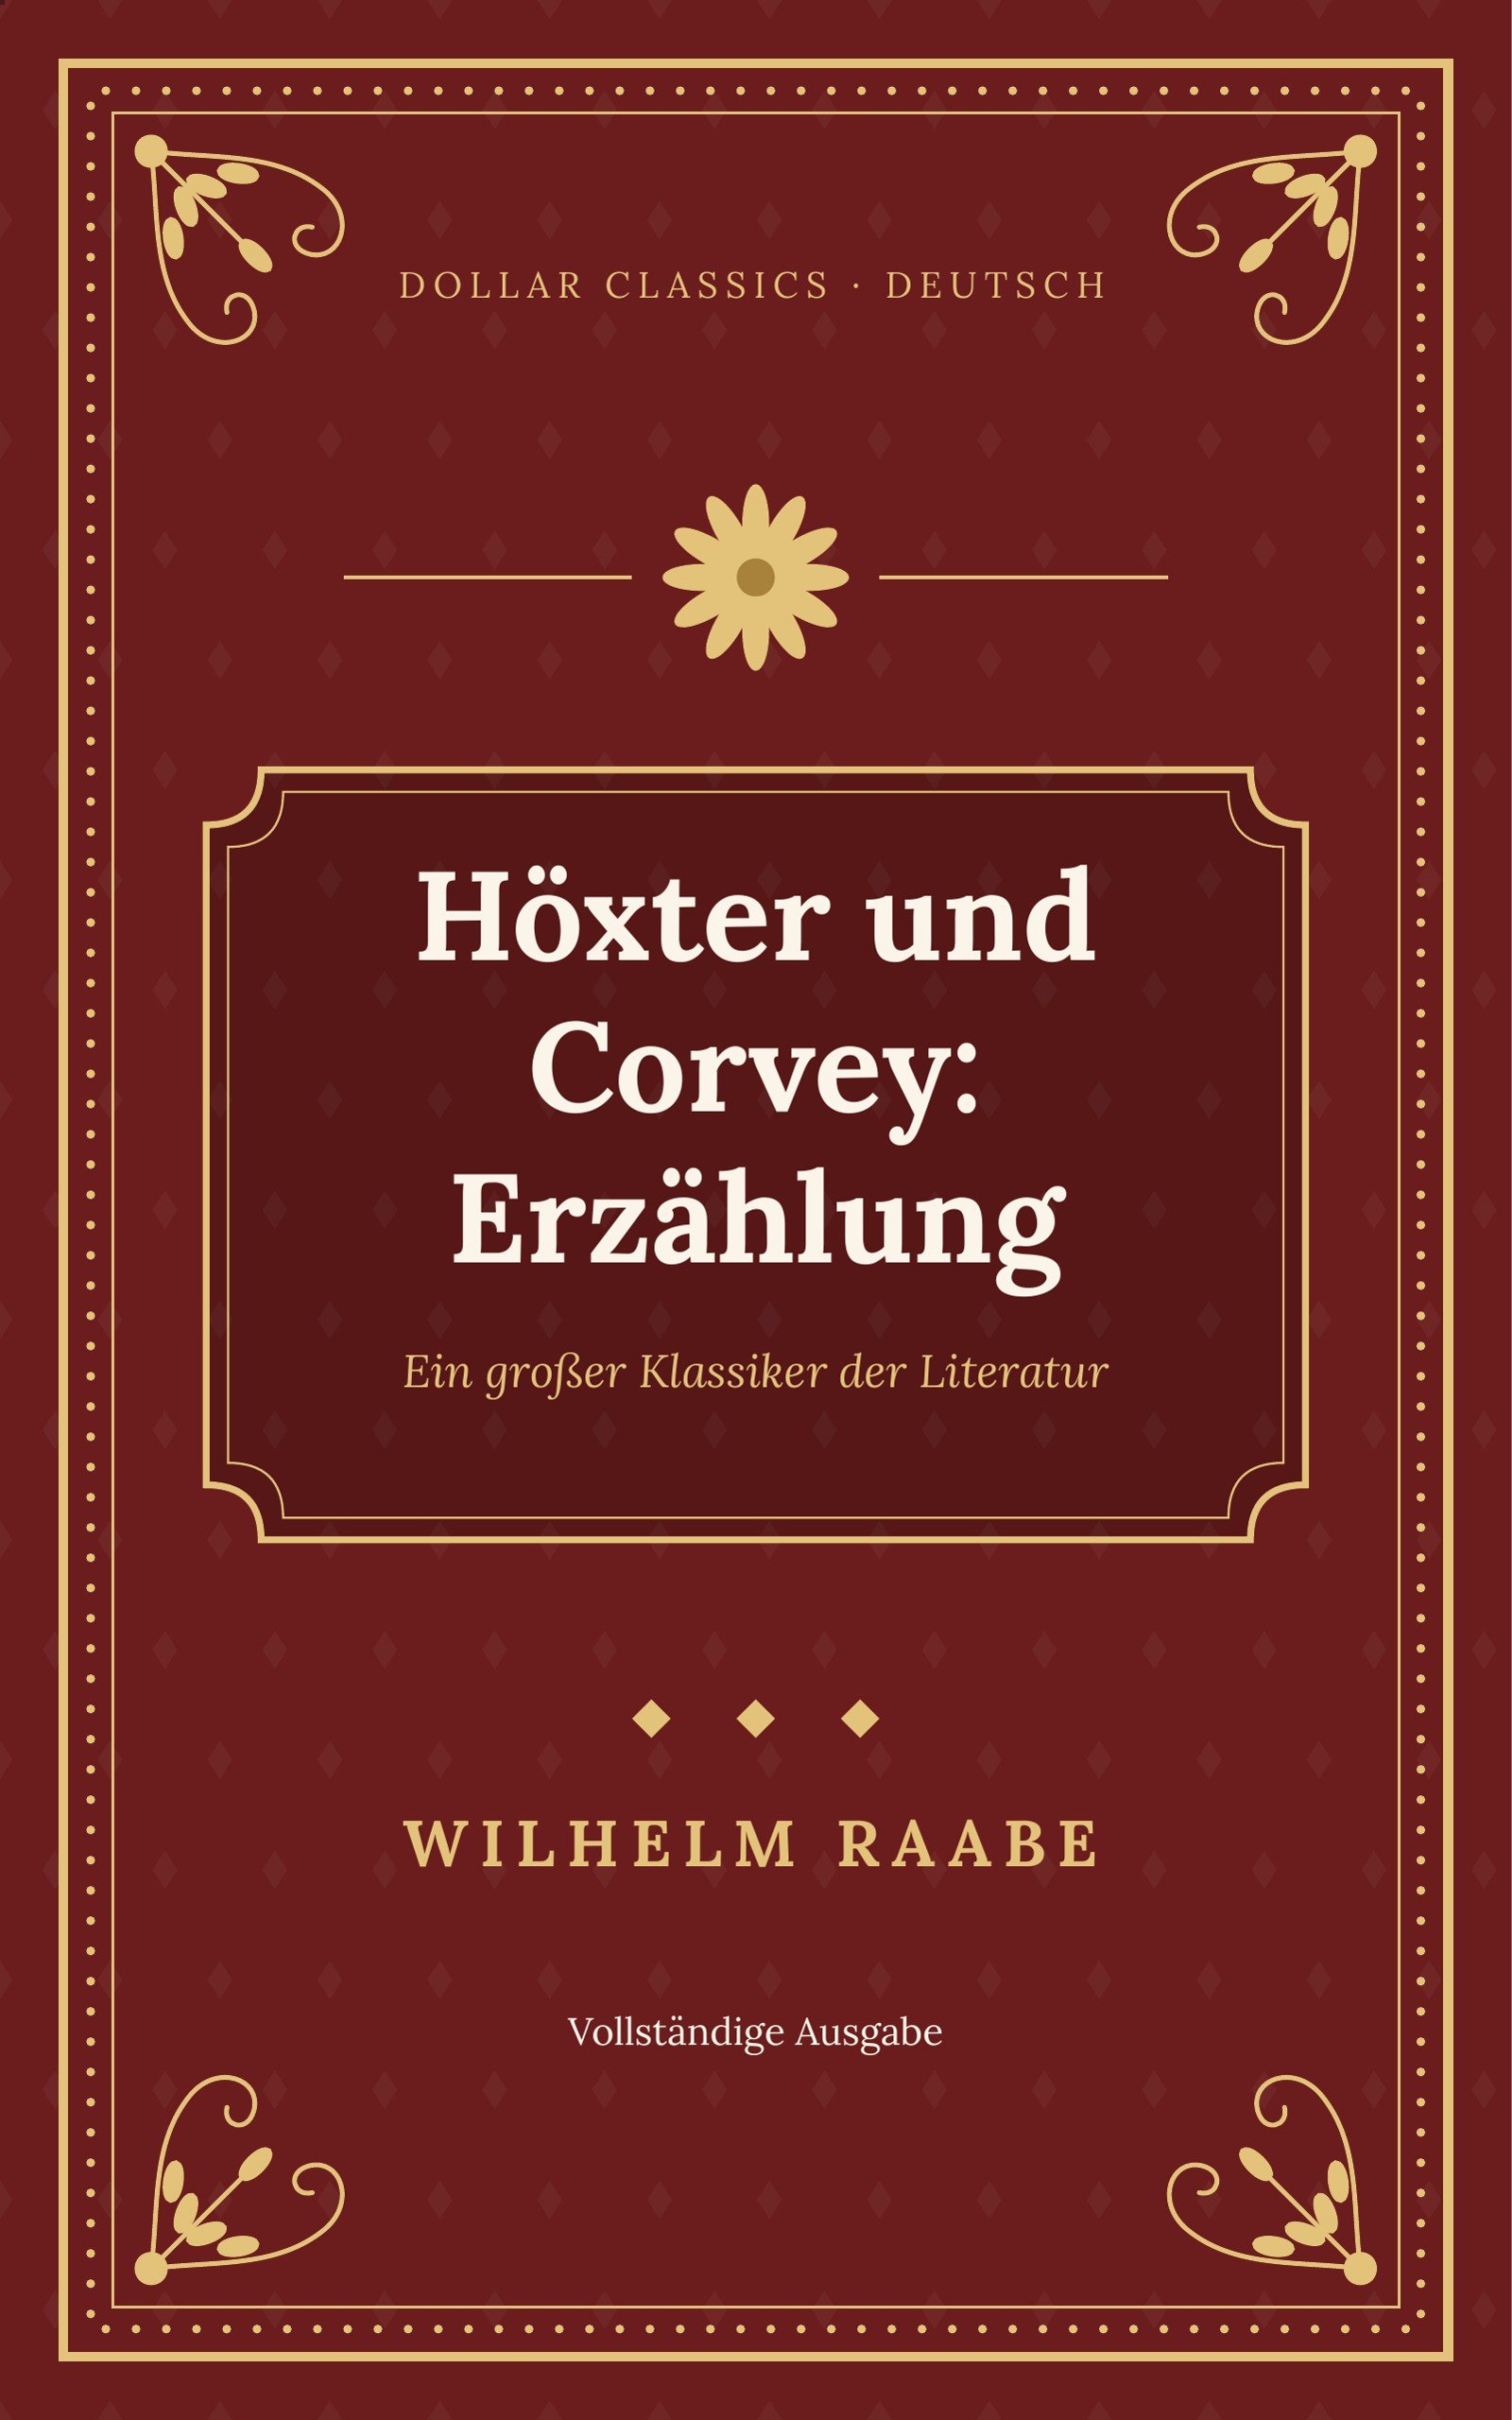 DOLLAR CLASSICS · DEUTSCH
Höxter und
Corvey:
Erzählung
Ein großer Klassiker der Literatur
WILHELM RAABE
Vollständige Ausgabe